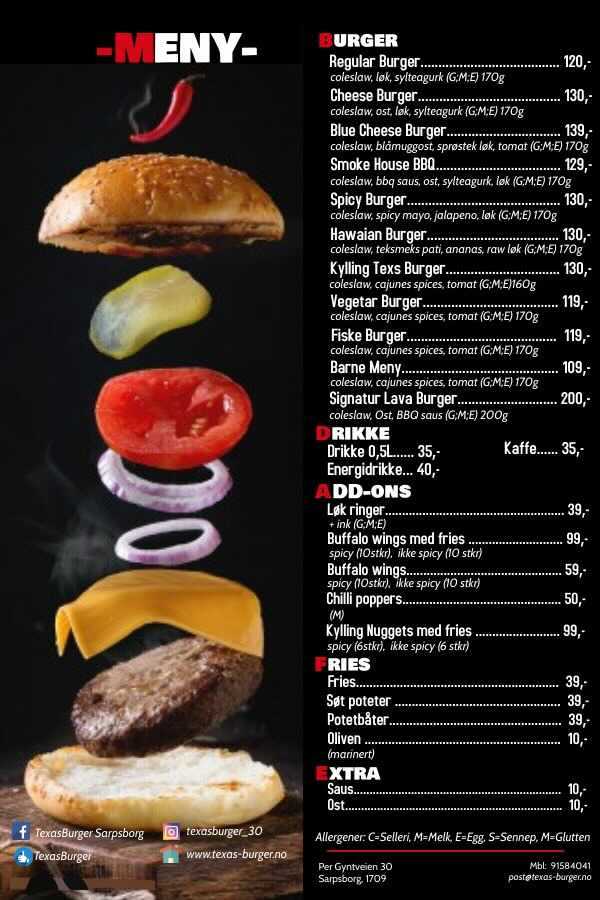 -MENY-
BURGER
Regular Burger.................................... 120,-
coleslaw, løk, sylteagurk (G;M;E) 170g
Cheese Burger..................................... 130,-
coleslaw, ost, løk, sylteagurk (G;M;E) 170g
Blue Cheese Burger............................. 139,-
coleslaw, blåmuggost, sprøstek løk, tomat (G;M;E) 170g
Smoke House BBQ................................ 129,-
coleslaw, bbq saus, ost, sylteagurk, løk (G;M;E) 170g
Spicy Burger........................................ 130,-
coleslaw, spicy mayo, jalapeno, løk (G;M;E) 170g
Hawaian Burger................................... 130,-
coleslaw, teksmeks pati, ananas, raw løk (G;M;E) 170g
Kylling Texs Burger.............................. 130,-
coleslaw, cajunes spices, tomat (G;M;E)160g
Vegetar Burger.................................... 119,-
coleslaw, cajunes spices, tomat (G;M;E) 170g
Fiske Burger....................................... 119,-
coleslaw, cajunes spices, tomat (G;M;E) 170g
Barne Meny......................................... 109,-
coleslaw, cajunes spices, tomat (G;M;E) 170g
Signatur Lava Burger.......................... 200,-
coleslaw, Ost, BBQ saus (G;M;E) 200g
DRIKKE
Drikke 0,5L...... 35,-
Kaffe...... 35,-
Energidrikke... 40,-
ADD-ONS
Løk ringer............................................... 39,-
+ ink (G;M;E)
Buffalo wings med fries ........................ 99,-
spicy (10stkr), ikke spicy (10 stkr)
Buffalo wings........................................ 59,-
spicy (10stkr), ikke spicy (10 stkr)
Chilli poppers......................................... 50,-
(M)
Kylling Nuggets med fries ..................... 99,-
spicy (6stkr), ikke spicy (6 stkr)
FRIES
Fries..................................................... 39,-
Søt poteter ........................................... 39,-
Potetbåter............................................. 39,-
Oliven ................................................... 10,-
(marinert)
EXTRA
Saus...................................................... 10,-
Ost........................................................ 10,-
Allergener: C=Selleri, M=Melk, E=Egg, S=Sennep, M=Glutten
TexasBurger Sarpsborg
texasburger_30
TexasBurger
www.texas-burger.no
Per Gyntveien 30
Sarpsborg, 1709
Mbl: 91584041
post@texas-burger.no